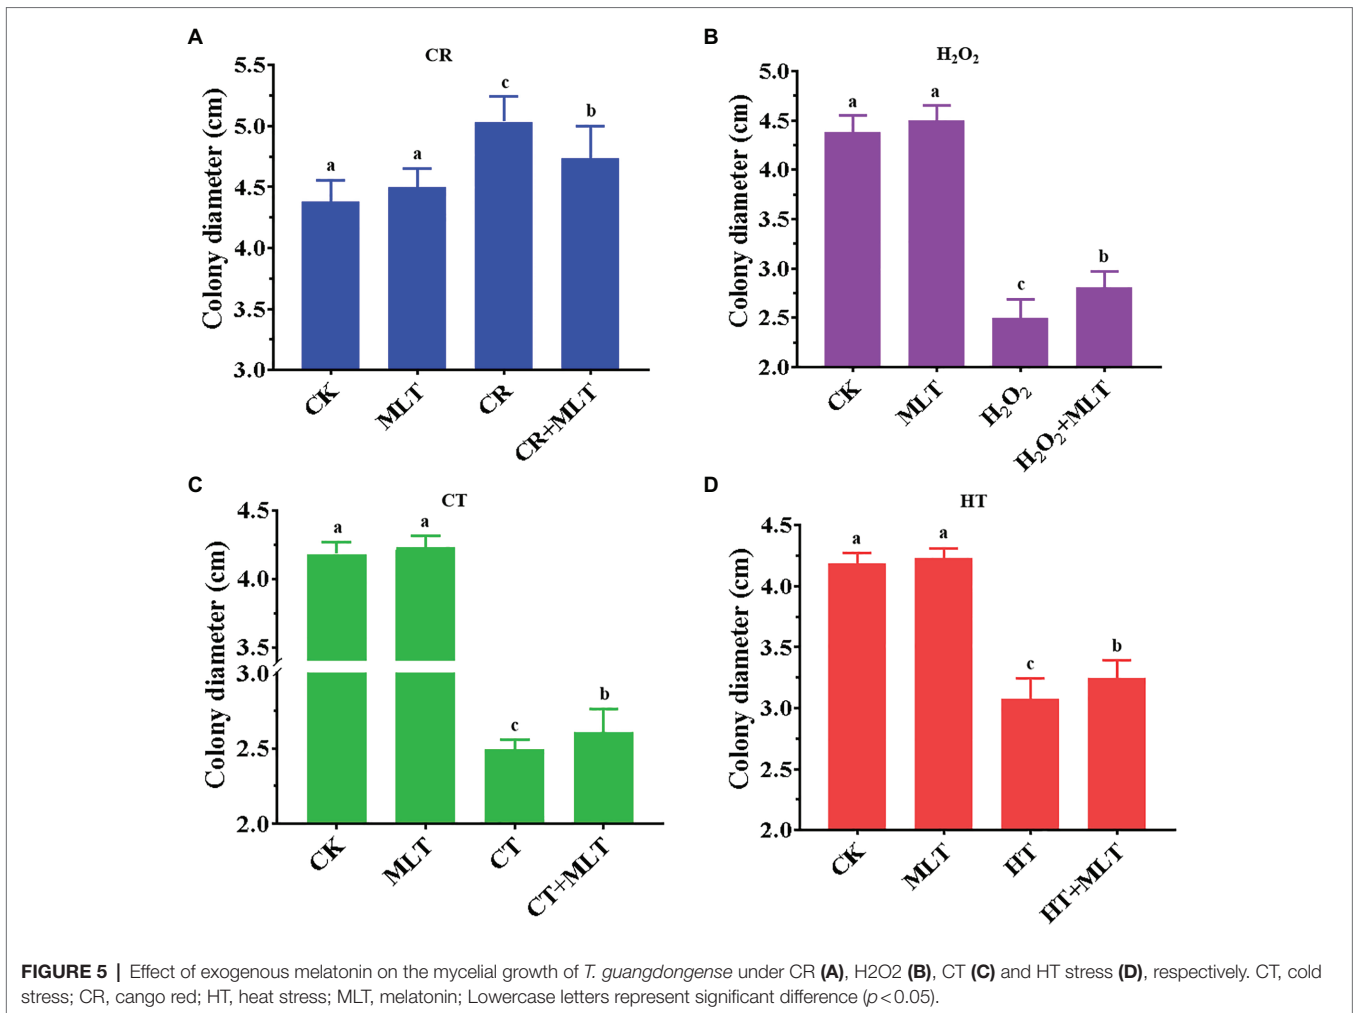 A
CR
Colony diameter (cm)
5.5
5.0
4.5
4.0
3.5
3.0
a
a
c
b
CK
MLT
CR
CR+MLT
B
H₂O₂
Colony diameter (cm)
5.0
4.5
4.0
3.5
3.0
2.5
2.0
a
a
c
b
CK
MLT
H₂O₂
H₂O₂+MLT
C
CT
Colony diameter (cm)
4.5
4.0
3.5
3.0
2.5
2.0
a
a
c
b
CK
MLT
CT
CT+MLT
D
HT
Colony diameter (cm)
4.5
4.0
3.5
3.0
2.5
2.0
a
a
c
b
CK
MLT
HT
HT+MLT
FIGURE 5 | Effect of exogenous melatonin on the mycelial growth of T. guangdongense under CR (A), H2O2 (B), CT (C) and HT stress (D), respectively. CT, cold
stress; CR, cango red; HT, heat stress; MLT, melatonin; Lowercase letters represent significant difference (p<0.05).